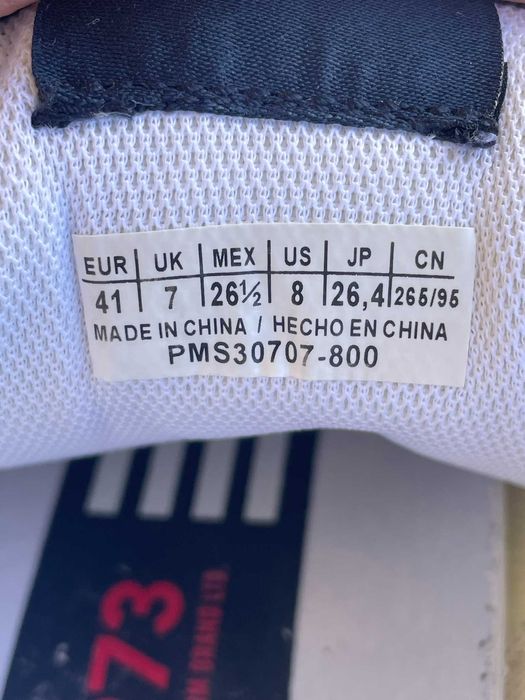 EUR UK MEX US JP CN
41 7 26½ 8 26,4 265/95
MADE IN CHINA / HECHO EN CHINA
PMS30707-800
73
LTD.